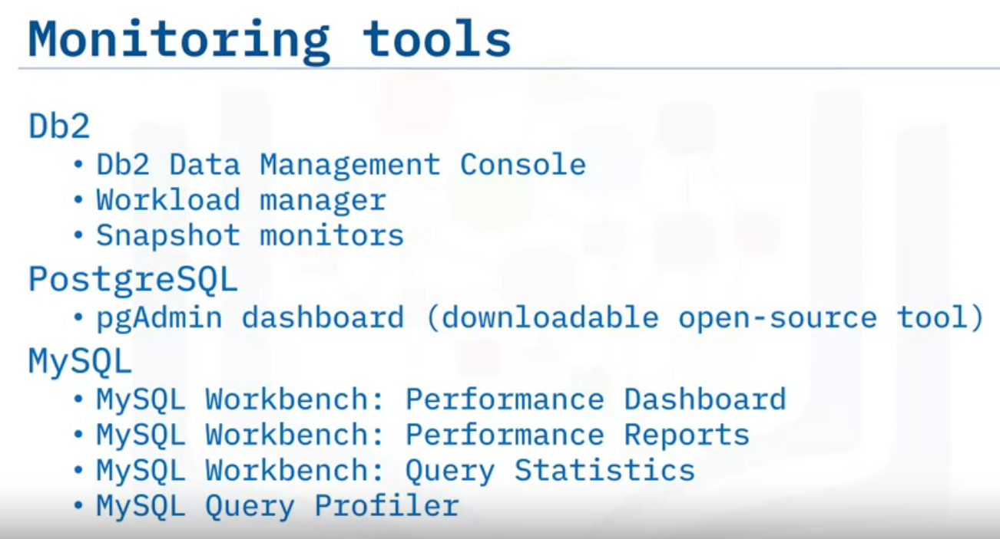 Monitoring tools
Db2
• Db2 Data Management Console
• Workload manager
• Snapshot monitors
PostgreSQL
• pgAdmin dashboard (downloadable open-source tool)
MySQL
• MySQL Workbench: Performance Dashboard
• MySQL Workbench: Performance Reports
• MySQL Workbench: Query Statistics
• MySQL Query Profiler